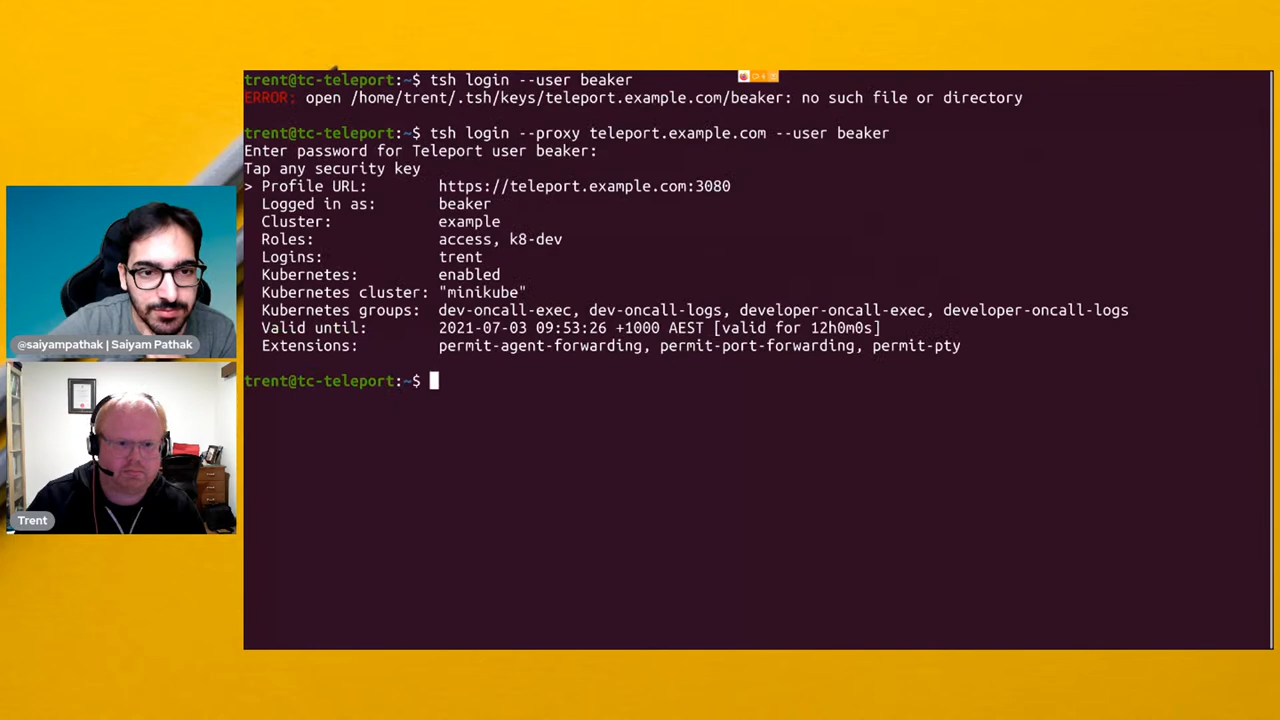 trent@tc-teleport:~$ tsh login --user beaker
ERROR: open /home/trent/.tsh/keys/teleport.example.com/beaker: no such file or directory
trent@tc-teleport:~$ tsh login --proxy teleport.example.com --user beaker
Enter password for Teleport user beaker:
Tap any security key
> Profile URL: https://teleport.example.com:3080
Logged in as: beaker
Cluster: example
Roles: access, k8-dev
Logins: trent
Kubernetes: enabled
Kubernetes cluster: "minikube"
Kubernetes groups: dev-oncall-exec, dev-oncall-logs, developer-oncall-exec, developer-oncall-logs
Valid until: 2021-07-03 09:53:26 +1000 AEST [valid for 12h0m0s]
Extensions: permit-agent-forwarding, permit-port-forwarding, permit-pty
trent@tc-teleport:~$
@saiyampathak | Saiyam Pathak
Trent